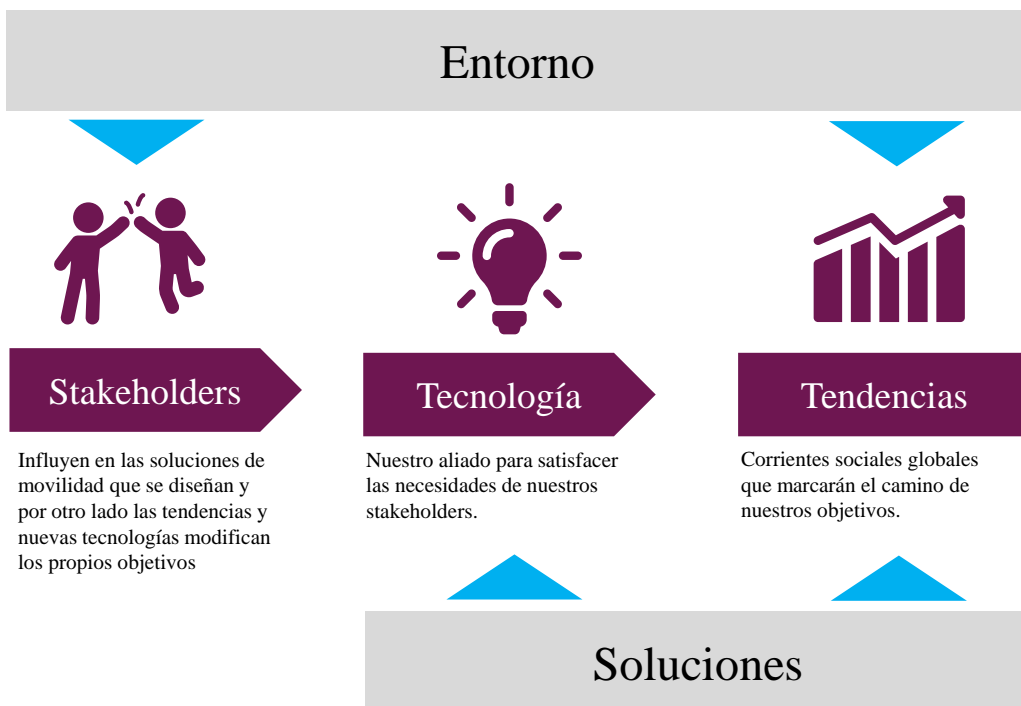 Entorno
Stakeholders
Influyen en las soluciones de
movilidad que se diseñan y
por otro lado las tendencias y
nuevas tecnologías modifican
los propios objetivos
Tecnología
Nuestro aliado para satisfacer
las necesidades de nuestros
stakeholders.
Tendencias
Corrientes sociales globales
que marcarán el camino de
nuestros objetivos.
Soluciones